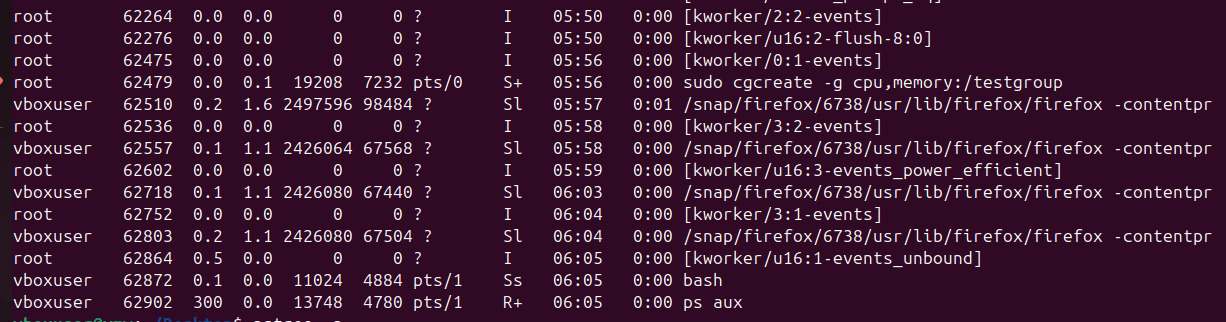 root 62264 0.0 0.0 0 0 ? I 05:50 0:00 [kworker/2:2-events]
root 62276 0.0 0.0 0 0 ? I 05:50 0:00 [kworker/u16:2-flush-8:0]
root 62475 0.0 0.0 0 0 ? I 05:56 0:00 [kworker/0:1-events]
root 62479 0.0 0.1 19208 7232 pts/0 S+ 05:56 0:00 sudo cgcreate -g cpu,memory:/testgroup
vboxuser 62510 0.2 1.6 2497596 98484 ? Sl 05:57 0:01 /snap/firefox/6738/usr/lib/firefox/firefox -contentpr
root 62536 0.0 0.0 0 0 ? I 05:58 0:00 [kworker/3:2-events]
vboxuser 62557 0.1 1.1 2426064 67568 ? Sl 05:58 0:00 /snap/firefox/6738/usr/lib/firefox/firefox -contentpr
root 62602 0.0 0.0 0 0 ? I 05:59 0:00 [kworker/u16:3-events_power_efficient]
vboxuser 62718 0.1 1.1 2426080 67440 ? Sl 06:03 0:00 /snap/firefox/6738/usr/lib/firefox/firefox -contentpr
root 62752 0.0 0.0 0 0 ? I 06:04 0:00 [kworker/3:1-events]
vboxuser 62803 0.2 1.1 2426080 67504 ? Sl 06:04 0:00 /snap/firefox/6738/usr/lib/firefox/firefox -contentpr
root 62864 0.5 0.0 0 0 ? I 06:05 0:00 [kworker/u16:1-events_unbound]
vboxuser 62872 0.1 0.0 11024 4884 pts/1 Ss 06:05 0:00 bash
vboxuser 62902 300 0.0 13748 4780 pts/1 R+ 06:05 0:00 ps aux